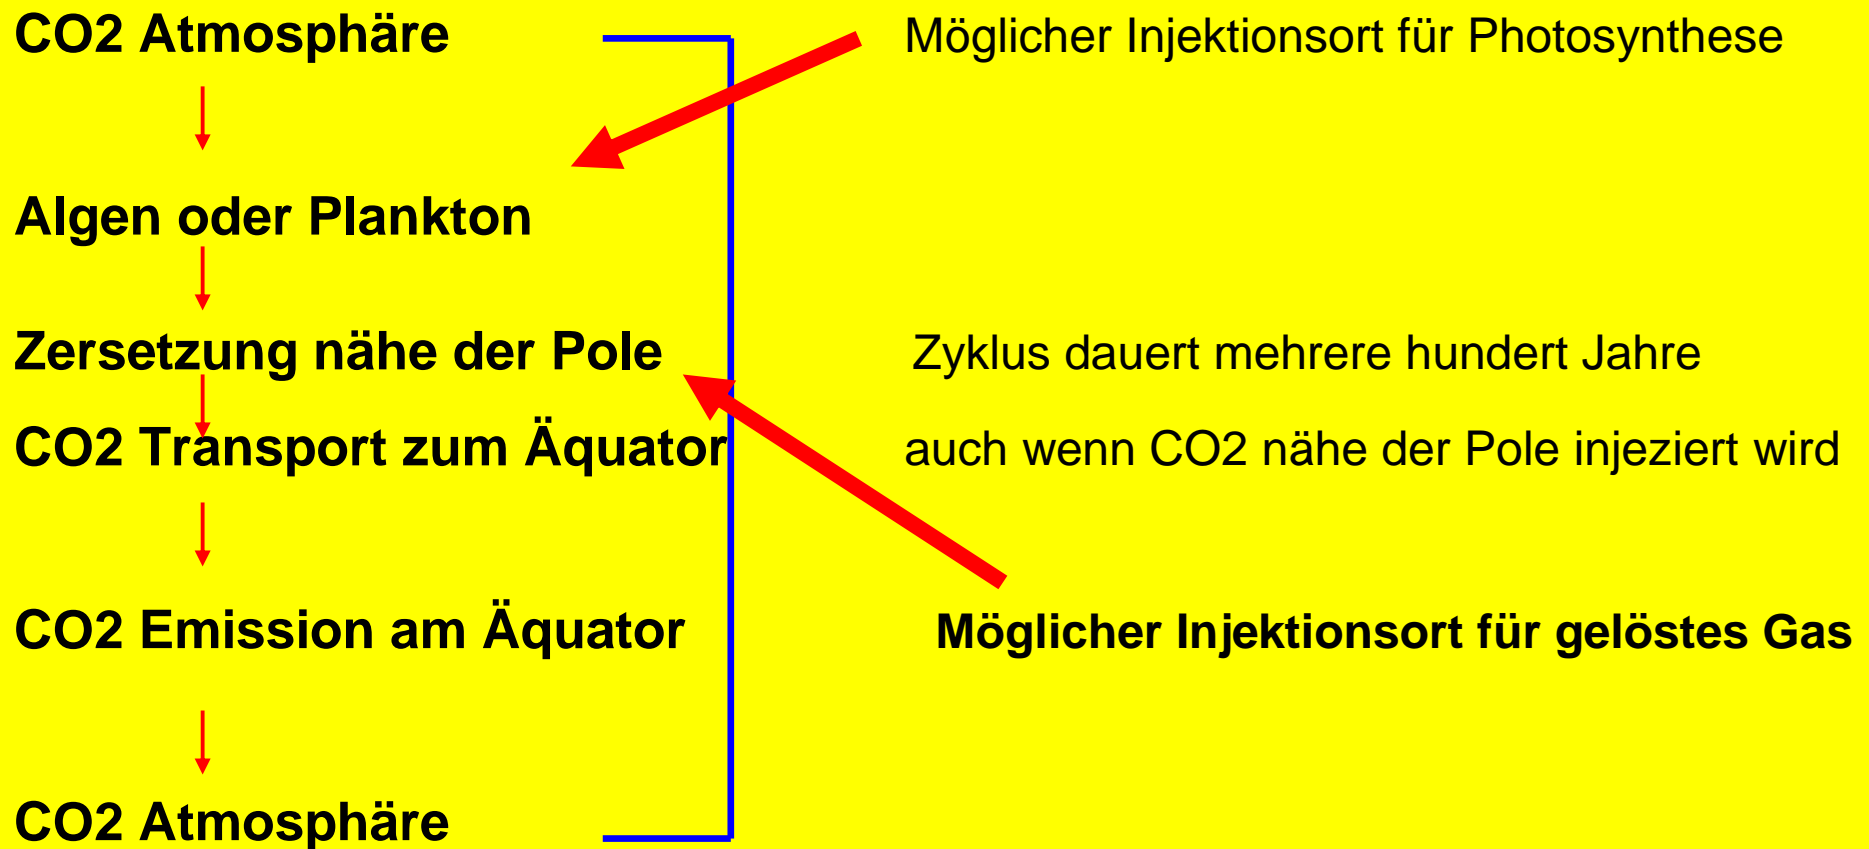 CO2 Atmosphäre
Möglicher Injektionsort für Photosynthese
Algen oder Plankton
Zersetzung nähe der Pole
Zyklus dauert mehrere hundert Jahre
CO2 Transport zum Äquator
auch wenn CO2 nähe der Pole injeziert wird
CO2 Emission am Äquator
Möglicher Injektionsort für gelöstes Gas
CO2 Atmosphäre